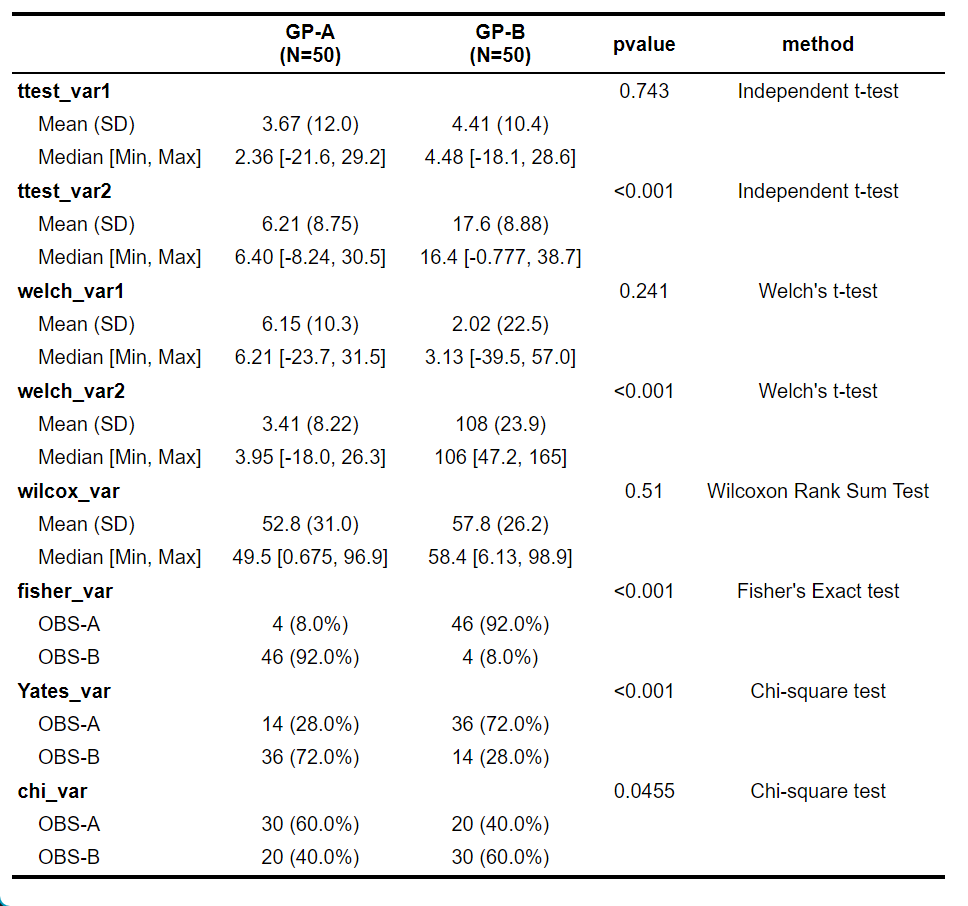 GP-A GP-B pvalue method
(N=50) (N=50)
ttest_var1 0.743 Independent t-test
Mean (SD) 3.67 (12.0) 4.41 (10.4)
Median [Min, Max] 2.36 [-21.6, 29.2] 4.48 [-18.1, 28.6]
ttest_var2 <0.001 Independent t-test
Mean (SD) 6.21 (8.75) 17.6 (8.88)
Median [Min, Max] 6.40 [-8.24, 30.5] 16.4 [-0.777, 38.7]
welch_var1 0.241 Welch's t-test
Mean (SD) 6.15 (10.3) 2.02 (22.5)
Median [Min, Max] 6.21 [-23.7, 31.5] 3.13 [-39.5, 57.0]
welch_var2 <0.001 Welch's t-test
Mean (SD) 3.41 (8.22) 108 (23.9)
Median [Min, Max] 3.95 [-18.0, 26.3] 106 [47.2, 165]
wilcox_var 0.51 Wilcoxon Rank Sum Test
Mean (SD) 52.8 (31.0) 57.8 (26.2)
Median [Min, Max] 49.5 [0.675, 96.9] 58.4 [6.13, 98.9]
fisher_var <0.001 Fisher's Exact test
OBS-A 4 (8.0%) 46 (92.0%)
OBS-B 46 (92.0%) 4 (8.0%)
Yates_var <0.001 Chi-square test
OBS-A 14 (28.0%) 36 (72.0%)
OBS-B 36 (72.0%) 14 (28.0%)
chi_var 0.0455 Chi-square test
OBS-A 30 (60.0%) 20 (40.0%)
OBS-B 20 (40.0%) 30 (60.0%)